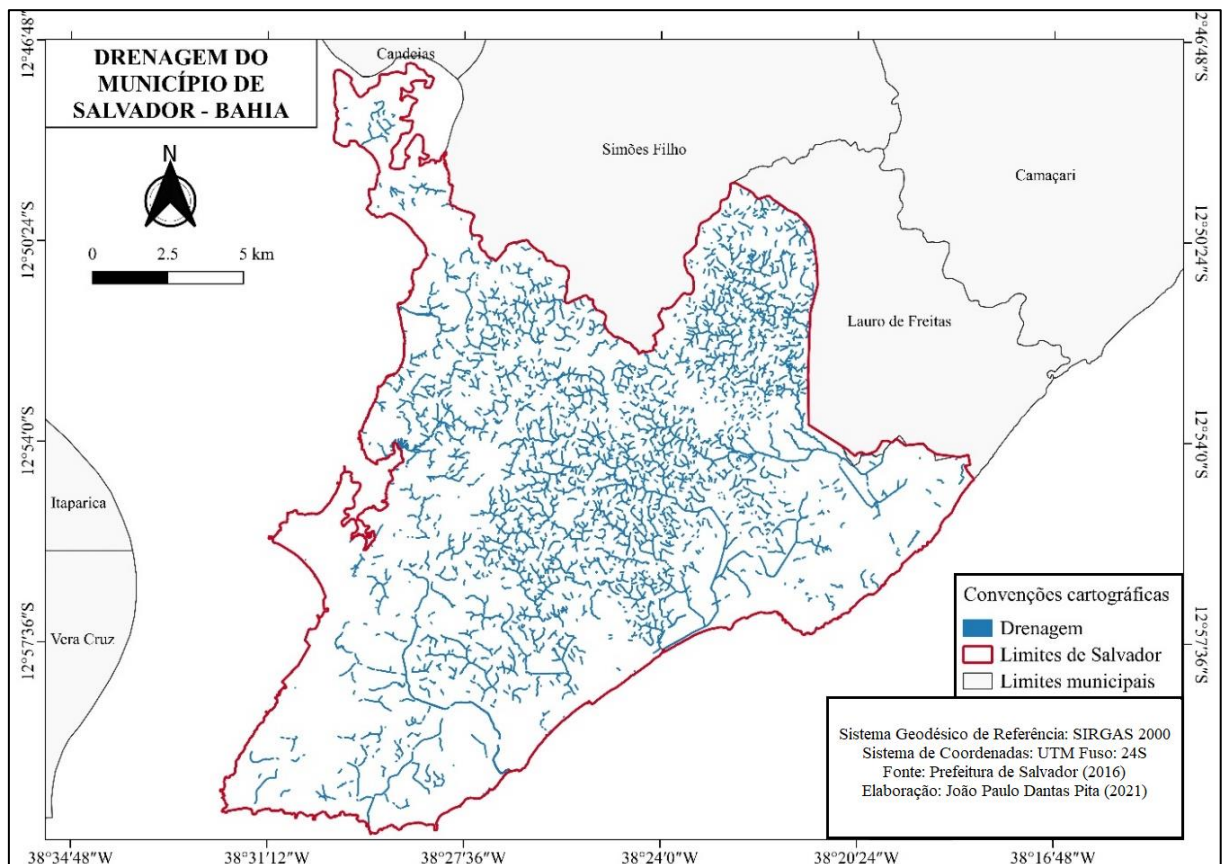 DRENAGEM DO
MUNICÍPIO DE
SALVADOR - BAHIA
N
0 2.5 5 km
Candeias
Simões Filho
Camaçari
Lauro de Freitas
Itaparica
Vera Cruz
12°46'48"S
12°50'24"S
12°54'0"S
12°57'36"S
2°46'48"S
12°50'24"S
12°54'0"S
12°57'36"S
Convenções cartográficas
Drenagem
Limites de Salvador
Limites municipais
Sistema Geodésico de Referência: SIRGAS 2000
Sistema de Coordenadas: UTM Fuso: 24S
Fonte: Prefeitura de Salvador (2016)
Elaboração: João Paulo Dantas Pita (2021)
38°34'48"W 38°31'12"W 38°27'36"W 38°24'0"W 38°20'24"W 38°16'48"W